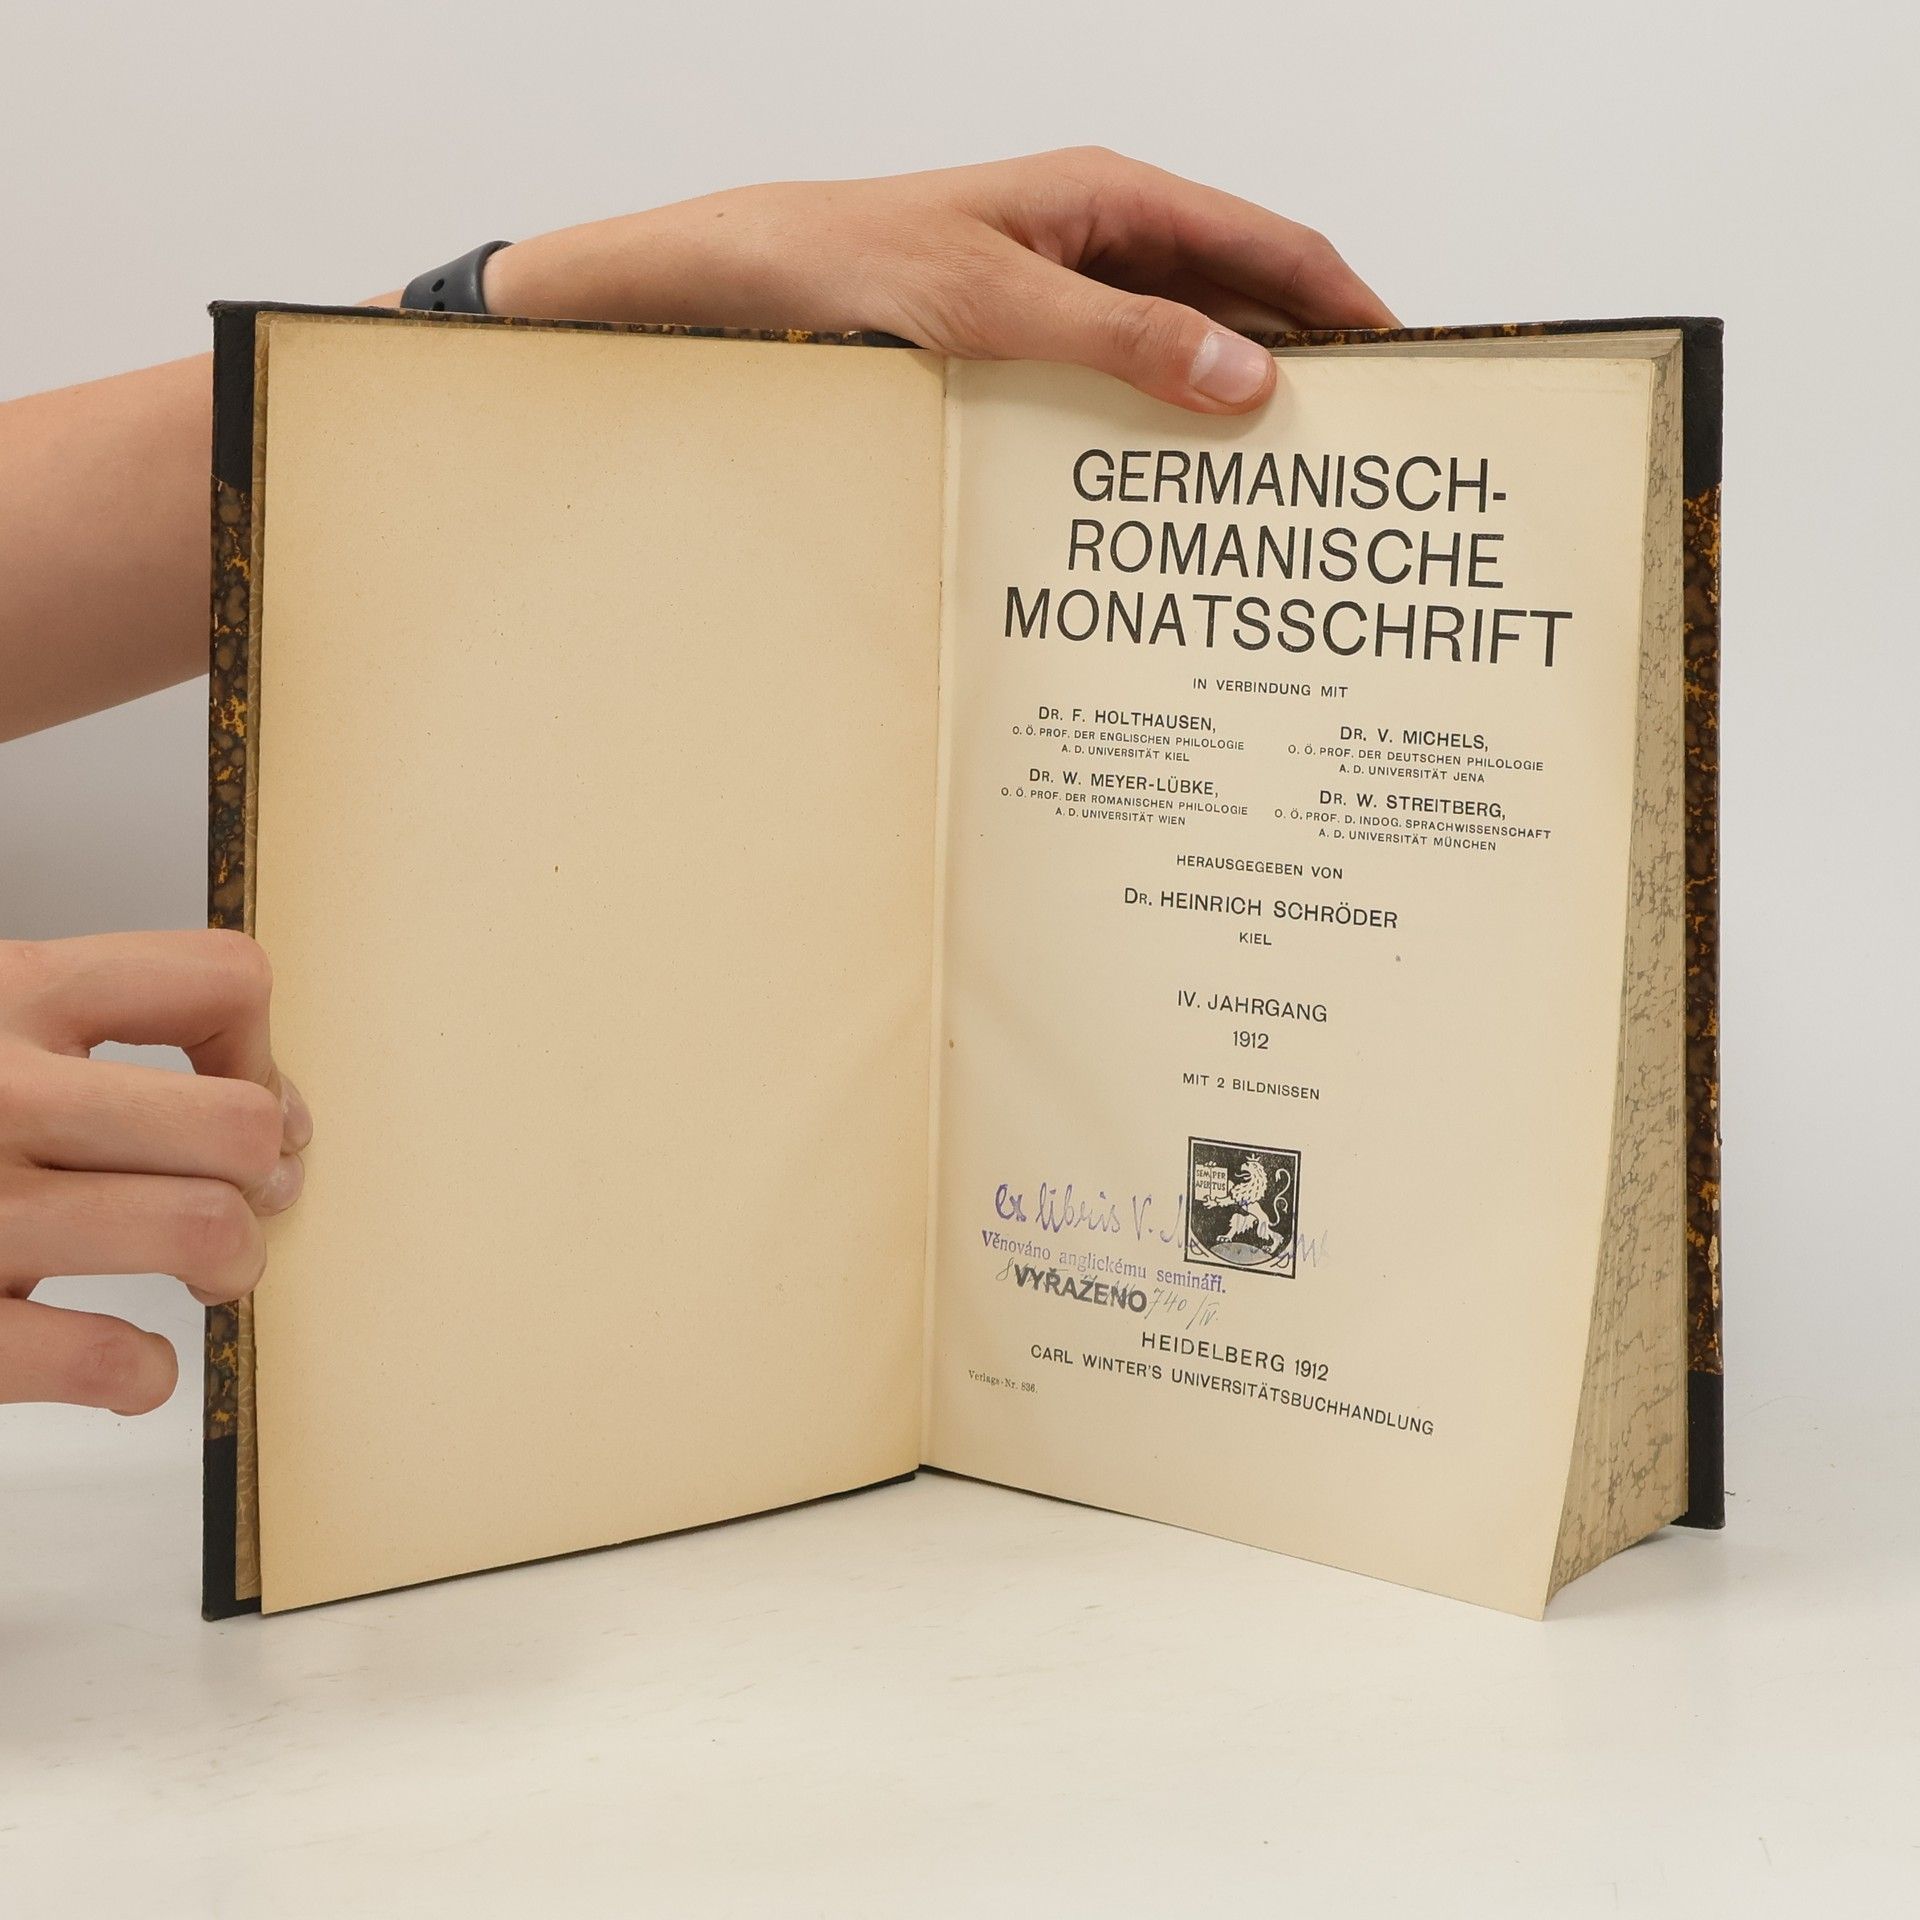 GERMANISCH-
ROMANISCHE
MONATSSCHRIFT
IN VERBINDUNG MIT
DR. F. HOLTHAUSEN,
O. Ö. PROF. DER ENGLISCHEN PHILOLOGIE
A. D. UNIVERSITÄT KIEL
DR. V. MICHELS,
O. Ö. PROF. DER DEUTSCHEN PHILOLOGIE
A. D. UNIVERSITÄT JENA
DR. W. MEYER-LÜBKE,
O. Ö. PROF. DER ROMANISCHEN PHILOLOGIE
A. D. UNIVERSITÄT WIEN
DR. W. STREITBERG,
O. Ö. PROF. D. INDOG. SPRACHWISSENSCHAFT
A. D. UNIVERSITÄT MÜNCHEN
HERAUSGEGEBEN VON
DR. HEINRICH SCHRÖDER
KIEL
IV. JAHRGANG
1912
MIT 2 BILDNISSEN
SEMPER
APERTUS
ex libris V.
Věnováno anglickému semináři.
VYŘAZENO 740/IV.
HEIDELBERG 1912
CARL WINTER'S UNIVERSITÄTSBUCHHANDLUNG
Verlags-Nr. 836.